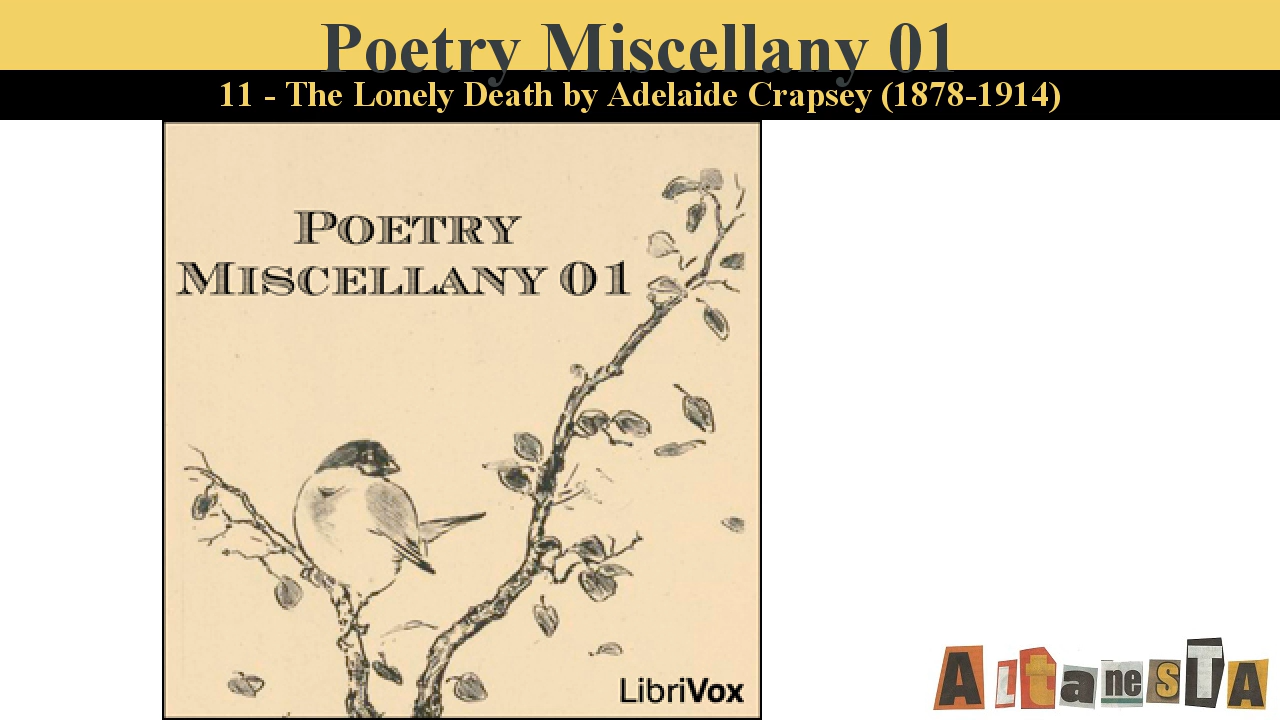 Poetry Miscellany 01
11 - The Lonely Death by Adelaide Crapsey (1878-1914)
POETRY
MISCELLANY 01
LibriVox
AltanesTA